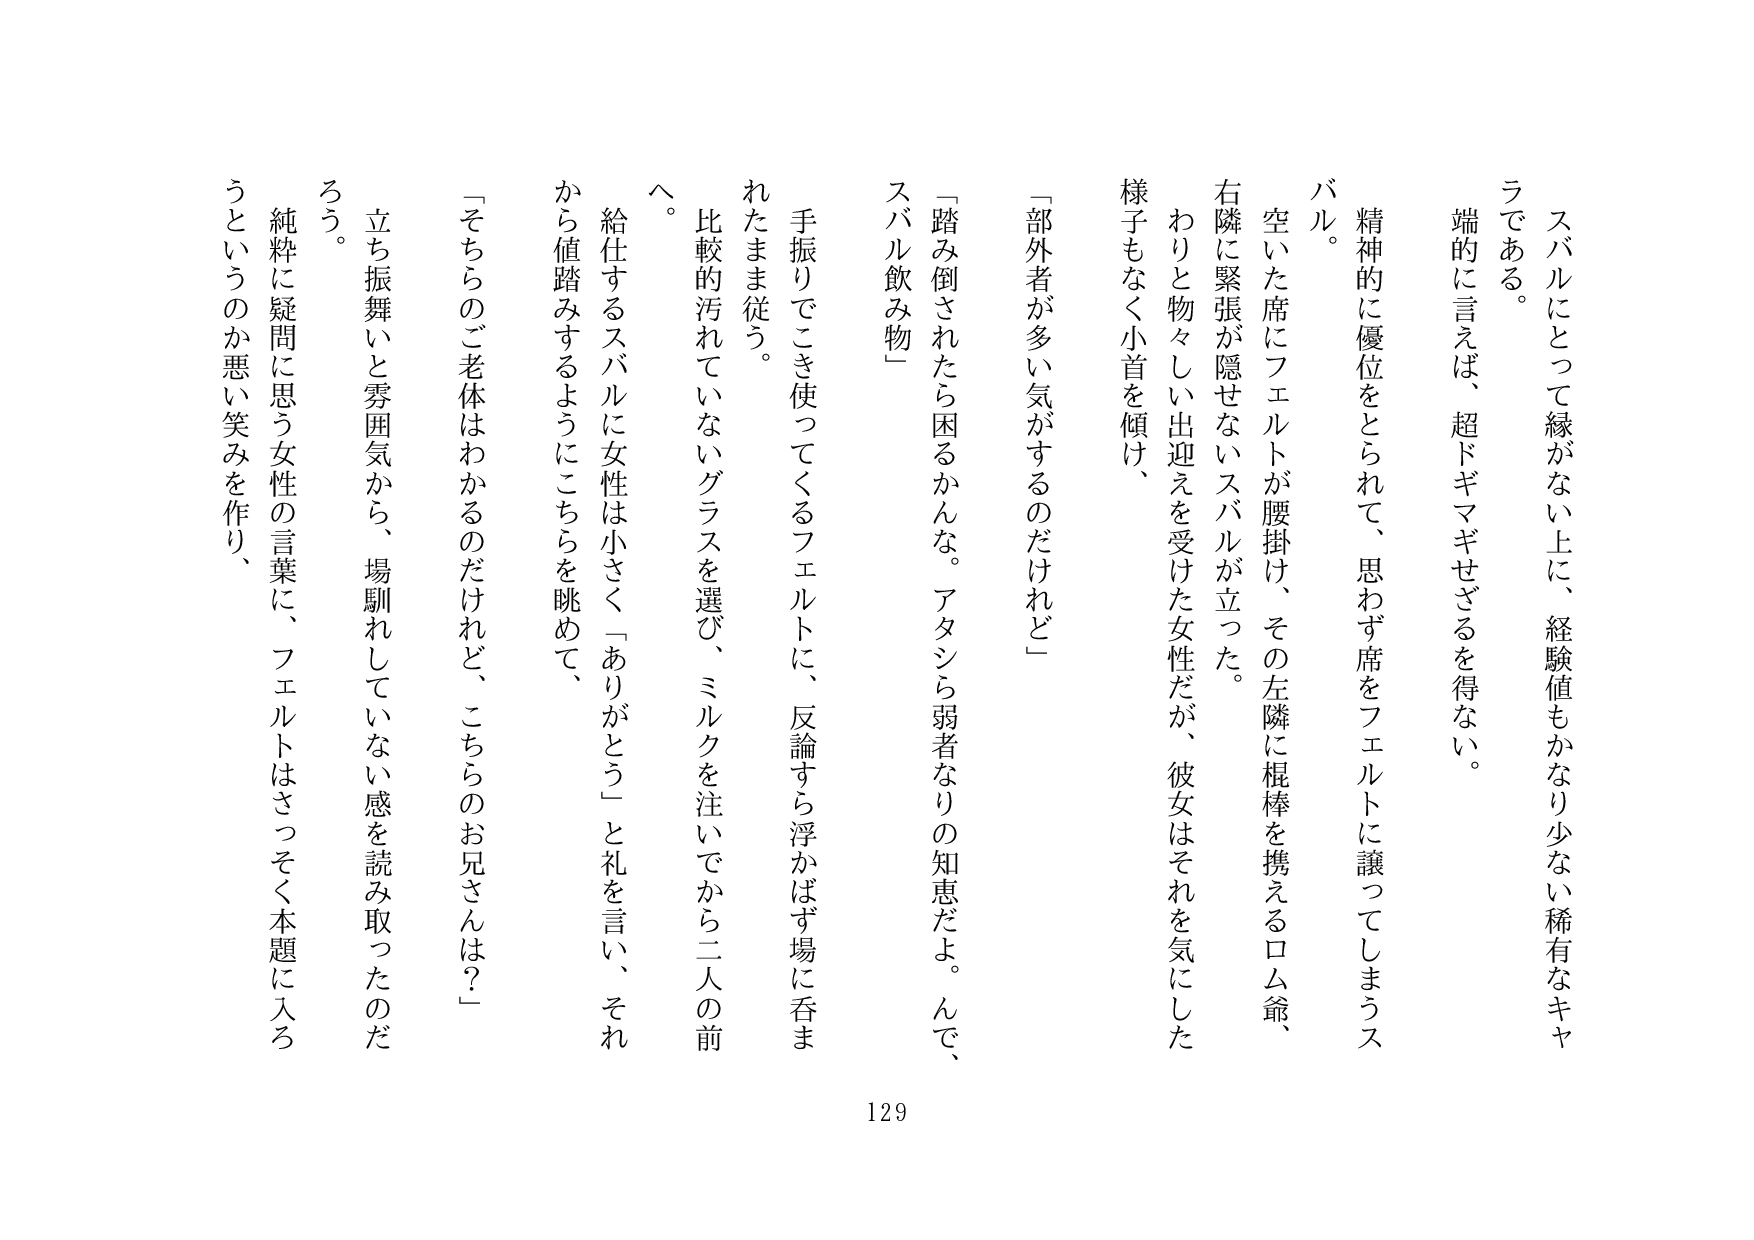 スバルにとって縁がない上に、経験値もかなり少ない稀有なキャ
ラである。
　端的に言えば、超ドギマギせざるを得ない。
　精神的に優位をとられて、思わず席をフェルトに譲ってしまうス
バル。
　空いた席にフェルトが腰掛け、その左隣に棍棒を携えるロム爺、
右隣に緊張が隠せないスバルが立った。
　わりと物々しい出迎えを受けた女性だが、彼女はそれを気にした
様子もなく小首を傾け、
「部外者が多い気がするのだけれど」
「踏み倒されたら困るかんな。アタシら弱者なりの知恵だよ。んで、
スバル飲み物」
　手振りでこき使ってくるフェルトに、反論すら浮かばず場に呑ま
れたまま従う。
　比較的汚れていないグラスを選び、ミルクを注いでから二人の前
へ。
　給仕するスバルに女性は小さく「ありがとう」と礼を言い、それ
から値踏みするようにこちらを眺めて、
「そちらのご老体はわかるのだけれど、こちらのお兄さんは？」
　立ち振舞いと雰囲気から、場馴れしていない感を読み取ったのだ
ろう。
　純粋に疑問に思う女性の言葉に、フェルトはさっそく本題に入ろ
うというのか悪い笑みを作り、
129